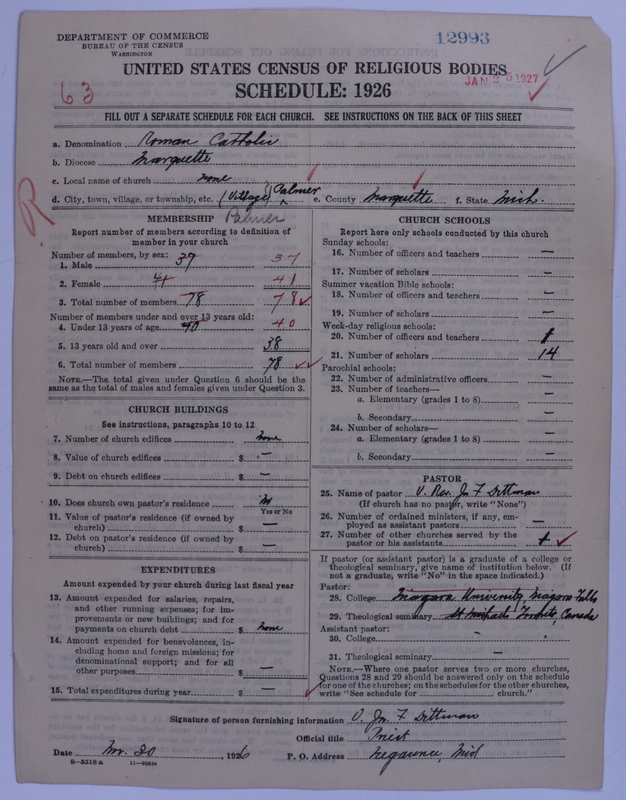 DEPARTMENT OF COMMERCE
BUREAU OF THE CENSUS
WASHINGTON
12993
UNITED STATES CENSUS OF RELIGIOUS BODIES
JAN 25 1927
63
SCHEDULE: 1926
FILL OUT A SEPARATE SCHEDULE FOR EACH CHURCH. SEE INSTRUCTIONS ON THE BACK OF THIS SHEET
a. Denomination Roman Catholic
b. Diocese Marquette
c. Local name of church none
d. City, town, village, or township, etc. (Village) Palmer e. County Marquette f. State Mich.
R
MEMBERSHIP Palmer
Report number of members according to definition of
member in your church
Number of members, by sex:
1. Male 37 37
2. Female 41 41
3. Total number of members 78 78
Number of members under and over 13 years old:
4. Under 13 years of age 40 40
5. 13 years old and over 38
6. Total number of members 78
NOTE.—The total given under Question 6 should be the
same as the total of males and females given under Question 3.
CHURCH BUILDINGS
See instructions, paragraphs 10 to 12
7. Number of church edifices None
8. Value of church edifices $ —
9. Debt on church edifices $ —
10. Does church own pastor's residence
Yes or No
11. Value of pastor's residence (if owned by
church) $ —
12. Debt on pastor's residence (if owned by
church) $ —
EXPENDITURES
Amount expended by your church during last fiscal year
13. Amount expended for salaries, repairs,
and other running expenses; for im-
provements or new buildings; and for
payments on church debt $ None
14. Amount expended for benevolences, in-
cluding home and foreign missions; for
denominational support; and for all
other purposes $ —
15. Total expenditures during year $ —
CHURCH SCHOOLS
Report here only schools conducted by this church
Sunday schools:
16. Number of officers and teachers —
17. Number of scholars —
Summer vacation Bible schools:
18. Number of officers and teachers —
19. Number of scholars —
Week-day religious schools:
20. Number of officers and teachers 1
21. Number of scholars 14
Parochial schools:
22. Number of administrative officers —
23. Number of teachers—
a. Elementary (grades 1 to 8) —
b. Secondary —
24. Number of scholars—
a. Elementary (grades 1 to 8) —
b. Secondary —
PASTOR
25. Name of pastor V. Rev. Jn F Dittman
(If church has no pastor, write "None")
26. Number of ordained ministers, if any, em-
ployed as assistant pastors —
27. Number of other churches served by the
pastor or his assistants 1
If pastor (or assistant pastor) is a graduate of a college or
theological seminary, give name of institution below. (If
not a graduate, write "No" in the space indicated.)
Pastor:
28. College Niagara University, Niagara Falls
29. Theological seminary St Michaels Toronto, Canada
Assistant pastor:
30. College -
31. Theological seminary —
NOTE.—Where one pastor serves two or more churches,
Questions 28 and 29 should be answered only on the schedule
for one of the churches; on the schedules for the other churches,
write "See schedule for church."
Signature of person furnishing information V. Jn. F Dittman
Official title Priest
Date Nov. 20, 1926 P. O. Address Negaunee, Mich
8—5518 a